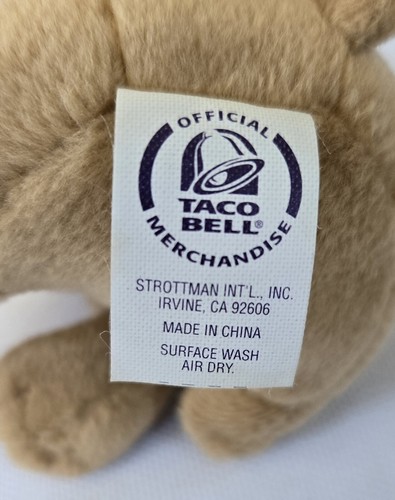 OFFICIAL
TACO
BELL®
MERCHANDISE
STROTTMAN INT'L., INC.
IRVINE, CA 92606
MADE IN CHINA
SURFACE WASH
AIR DRY.